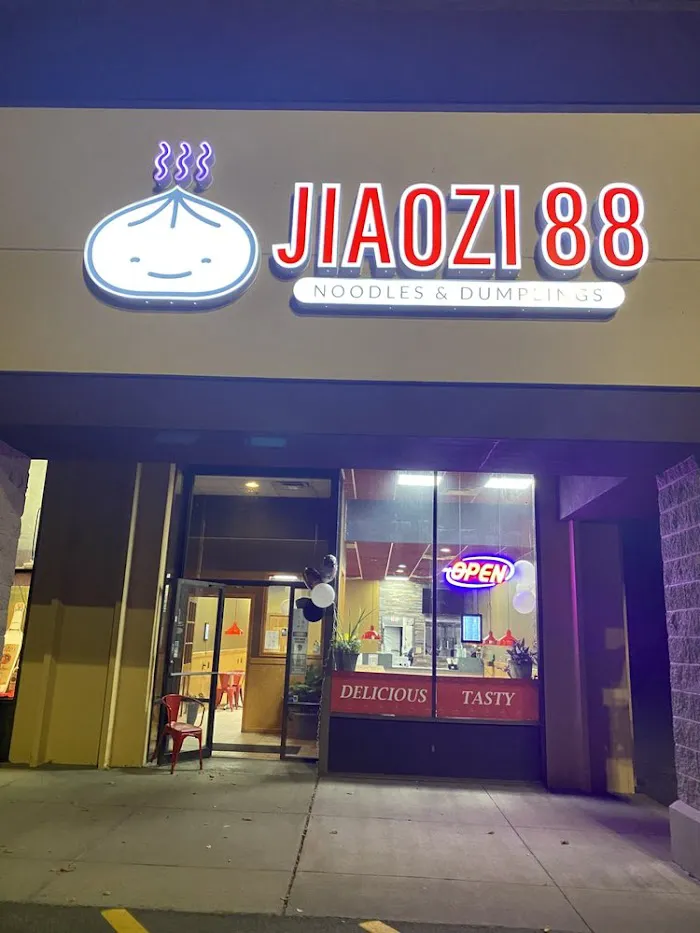 JIAOZI 88
NOODLES & DUMPLINGS
OPEN
DELICIOUS TASTY